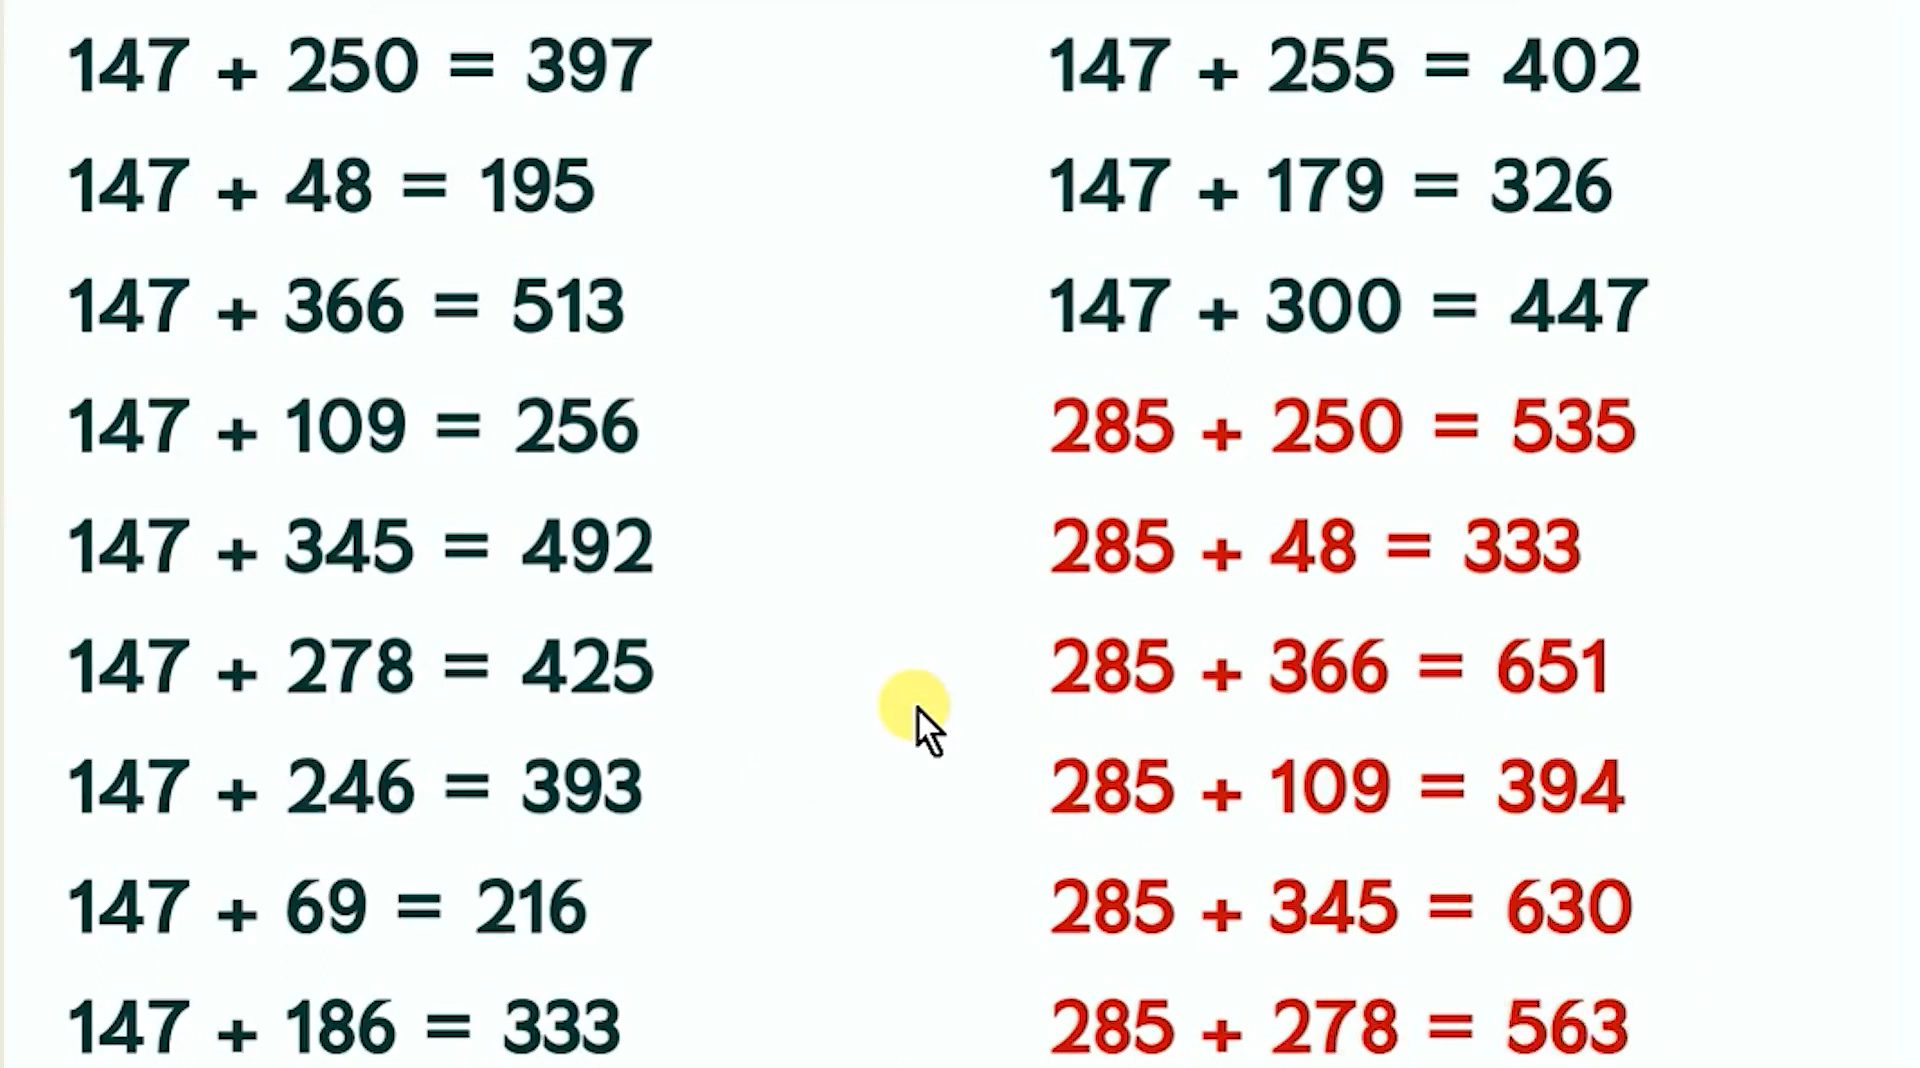 147 + 250 = 397
147 + 48 = 195
147 + 366 = 513
147 + 109 = 256
147 + 345 = 492
147 + 278 = 425
147 + 246 = 393
147 + 69 = 216
147 + 186 = 333
147 + 255 = 402
147 + 179 = 326
147 + 300 = 447
285 + 250 = 535
285 + 48 = 333
285 + 366 = 651
285 + 109 = 394
285 + 345 = 630
285 + 278 = 563